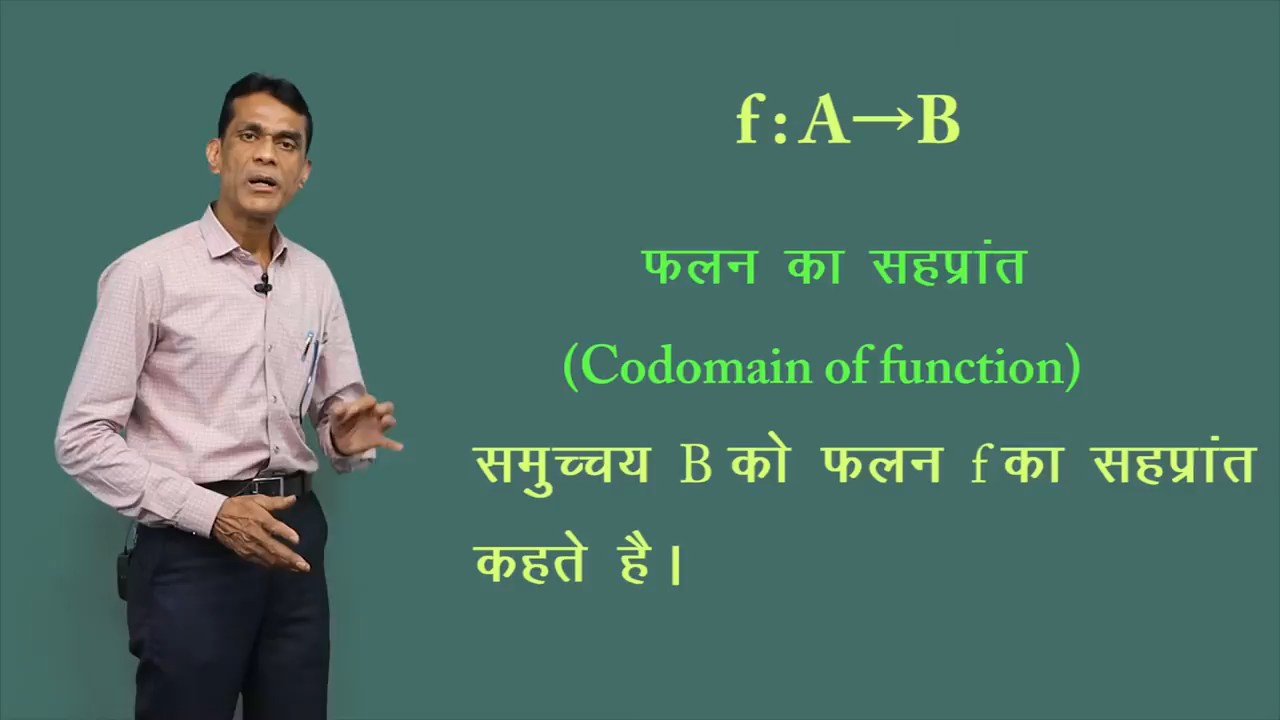 f : A→B
फलन का सहप्रांत
(Codomain of function)
समुच्चय B को फलन f का सहप्रांत
कहते है।